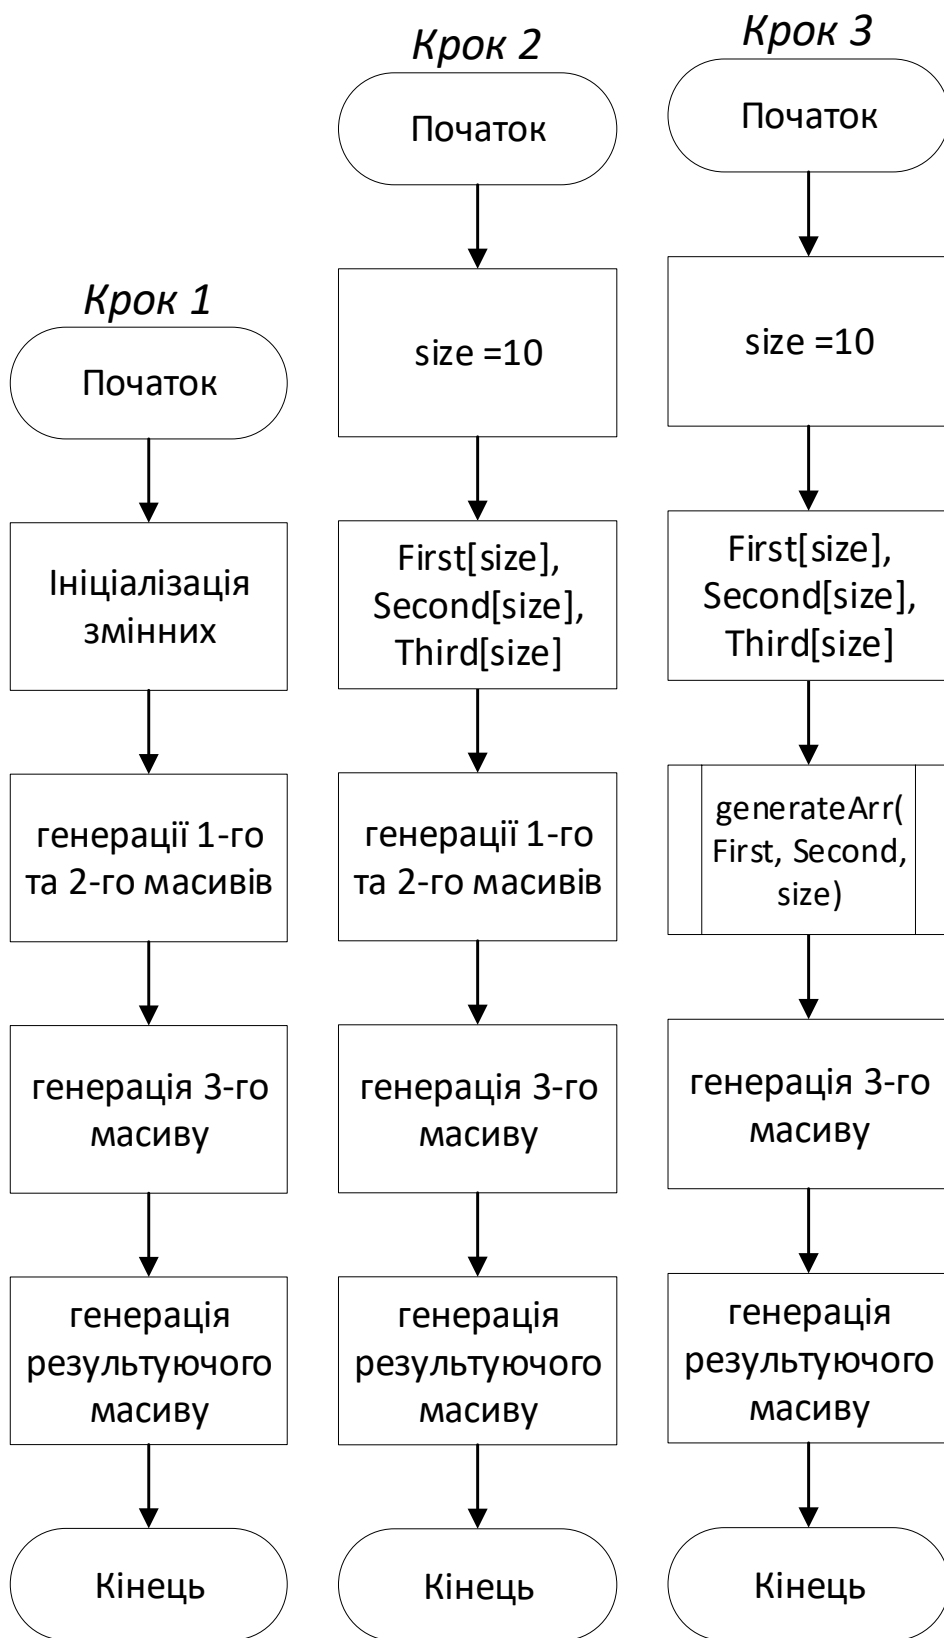 Крок 1
Початок
Ініціалізація
змінних
генерації 1-го
та 2-го масивів
генерація 3-го
масиву
генерація
результуючого
масиву
Кінець
Крок 2
Початок
size =10
First[size],
Second[size],
Third[size]
генерації 1-го
та 2-го масивів
генерація 3-го
масиву
генерація
результуючого
масиву
Кінець
Крок 3
Початок
size =10
First[size],
Second[size],
Third[size]
generateArr(
First, Second,
size)
генерація 3-го
масиву
генерація
результуючого
масиву
Кінець